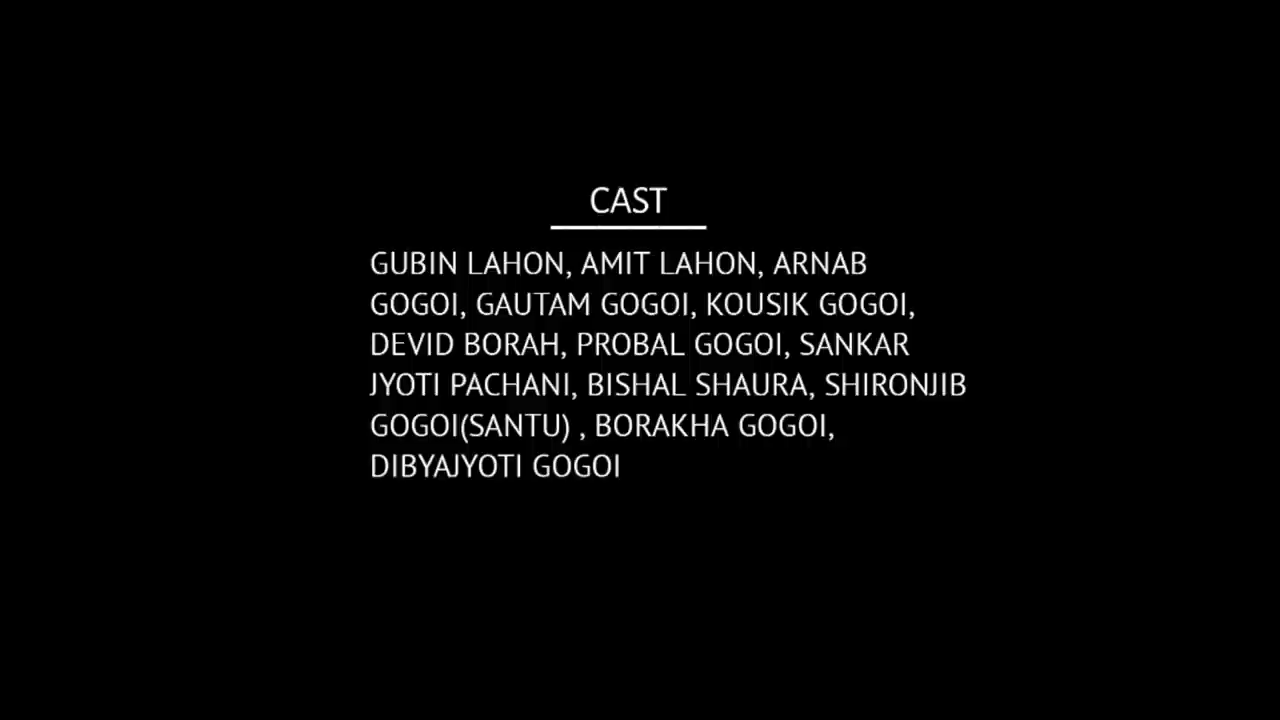 CAST
GUBIN LAHON, AMIT LAHON, ARNAB
GOGOI, GAUTAM GOGOI, KOUSIK GOGOI,
DEVID BORAH, PROBAL GOGOI, SANKAR
JYOTI PACHANI, BISHAL SHAURA, SHIRONJIB
GOGOI(SANTU) , BORAKHA GOGOI,
DIBYAJYOTI GOGOI